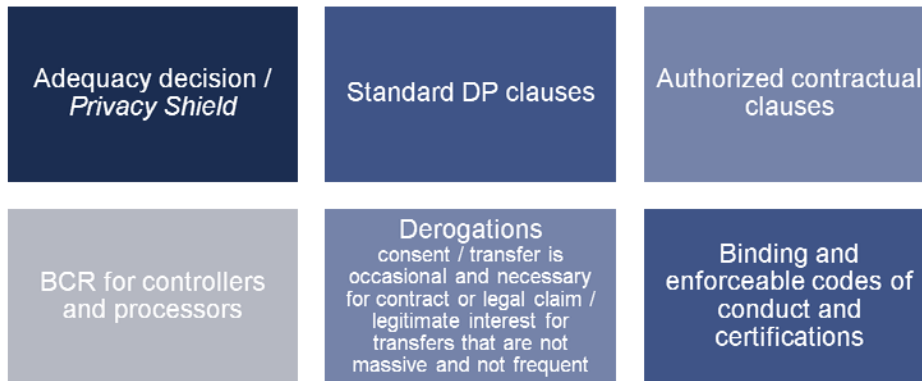 Adequacy decision /
Privacy Shield
Standard DP clauses
Authorized contractual
clauses
BCR for controllers
and processors
Derogations
consent / transfer is
occasional and necessary
for contract or legal claim /
legitimate interest for
transfers that are not
massive and not frequent
Binding and
enforceable codes of
conduct and
certifications